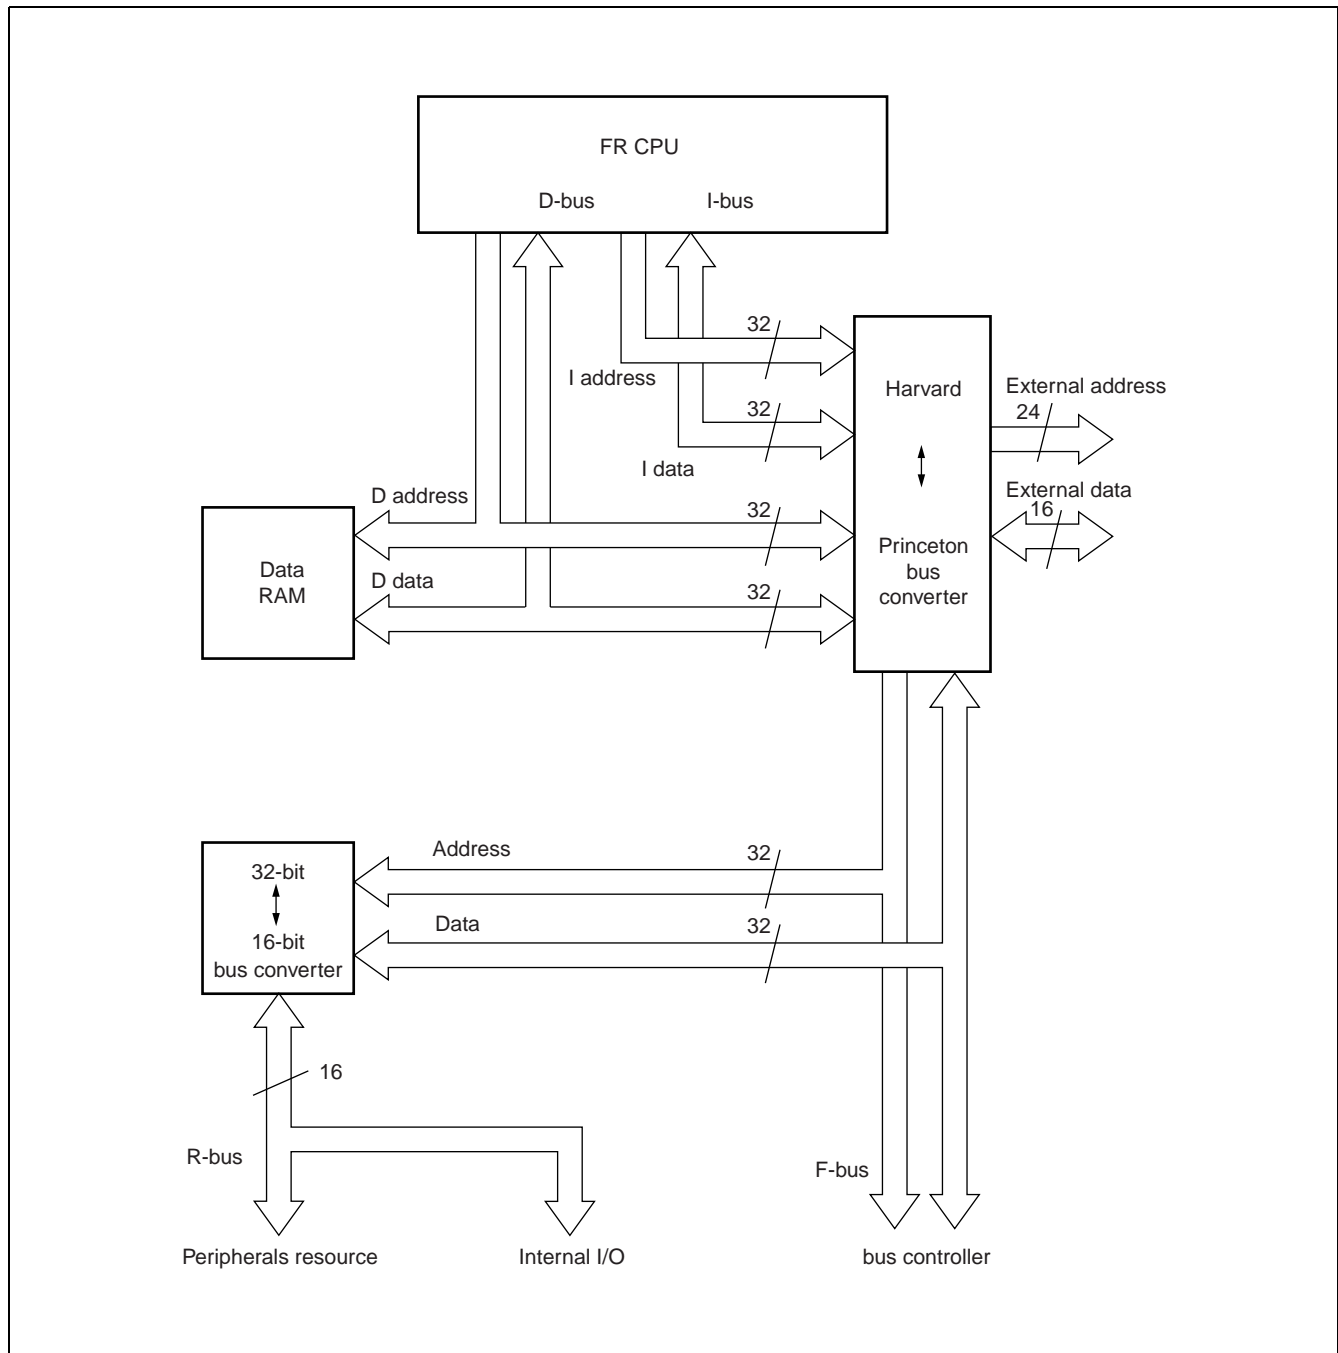 FR CPU
D-bus
I-bus
32
I address
32
I data
Harvard
Princeton
bus
converter
External address
24
External data
16
D address
32
D data
32
Data
RAM
Address
32
Data
32
32-bit
16-bit
bus converter
16
R-bus
F-bus
Peripherals resource
Internal I/O
bus controller